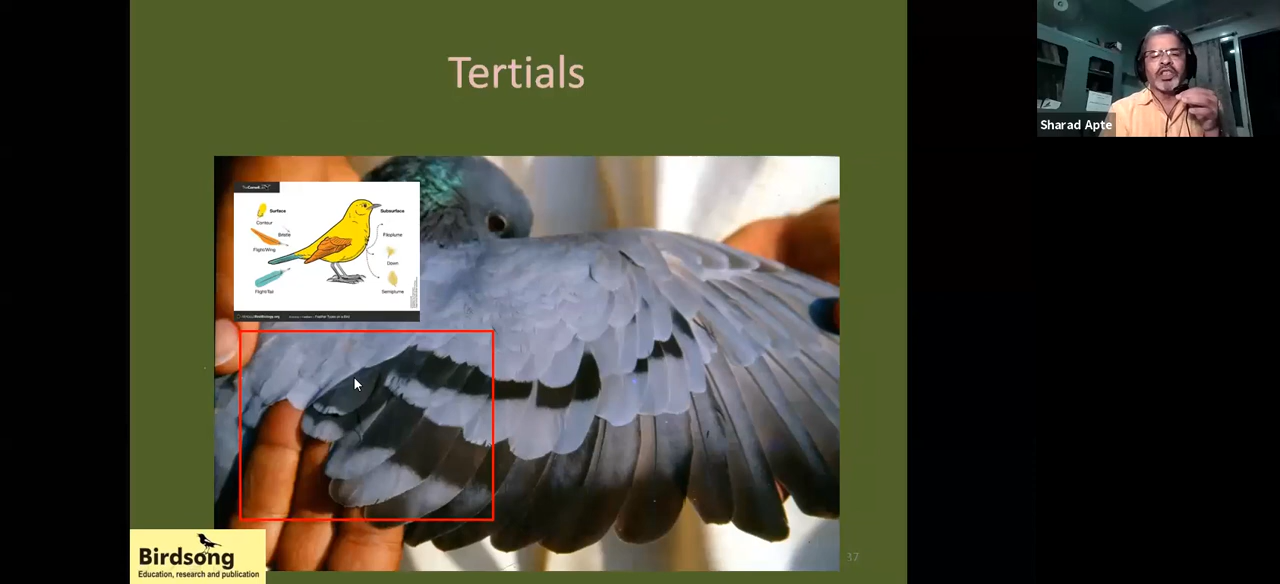 Tertials
Sharad Apte
Surface
Subsurface
Contour
Bristle
Filoplume
Flight/Wing
Down
Flight/Tail
Semiplume
37
Birdsong
Education, research and publication